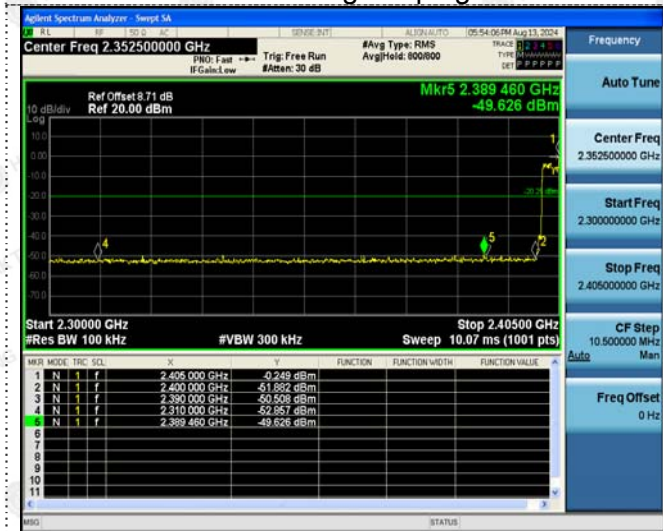 Agilent Spectrum Analyzer - Swept SA
RL RF 50 Ω AC SENSE:INT ALIGN AUTO 05:54:06 PM Aug 13, 2024
Center Freq 2.352500000 GHz
PNO: Fast
IFGain:Low
Trig: Free Run
#Atten: 30 dB
#Avg Type: RMS
Avg|Hold: 800/800
TRACE 1 2 3 4 5 6
TYPE
DET P P P P P P
Mkr5 2.389 460 GHz
-49.626 dBm
Ref Offset 8.71 dB
Ref 20.00 dBm
10 dB/div
Log
10.0
0.00
-10.0
-20.0
-30.0
-40.0
-50.0
-60.0
-70.0
1
2
4
5
Start 2.30000 GHz
Stop 2.40500 GHz
#Res BW 100 kHz
#VBW 300 kHz
Sweep 10.07 ms (1001 pts)
MKR MODE TRC SCL X Y FUNCTION FUNCTION WIDTH FUNCTION VALUE
1 N 1 f 2.405 000 GHz -0.249 dBm
2 N 1 f 2.400 000 GHz -51.882 dBm
3 N 1 f 2.390 000 GHz -50.508 dBm
4 N 1 f 2.310 000 GHz -52.857 dBm
5 N 1 f 2.389 460 GHz -49.626 dBm
6
7
8
9
10
11
MSG
STATUS
Frequency
Auto Tune
Center Freq
2.352500000 GHz
Start Freq
2.300000000 GHz
Stop Freq
2.405000000 GHz
CF Step
10.500000 MHz
Auto Man
Freq Offset
0 Hz